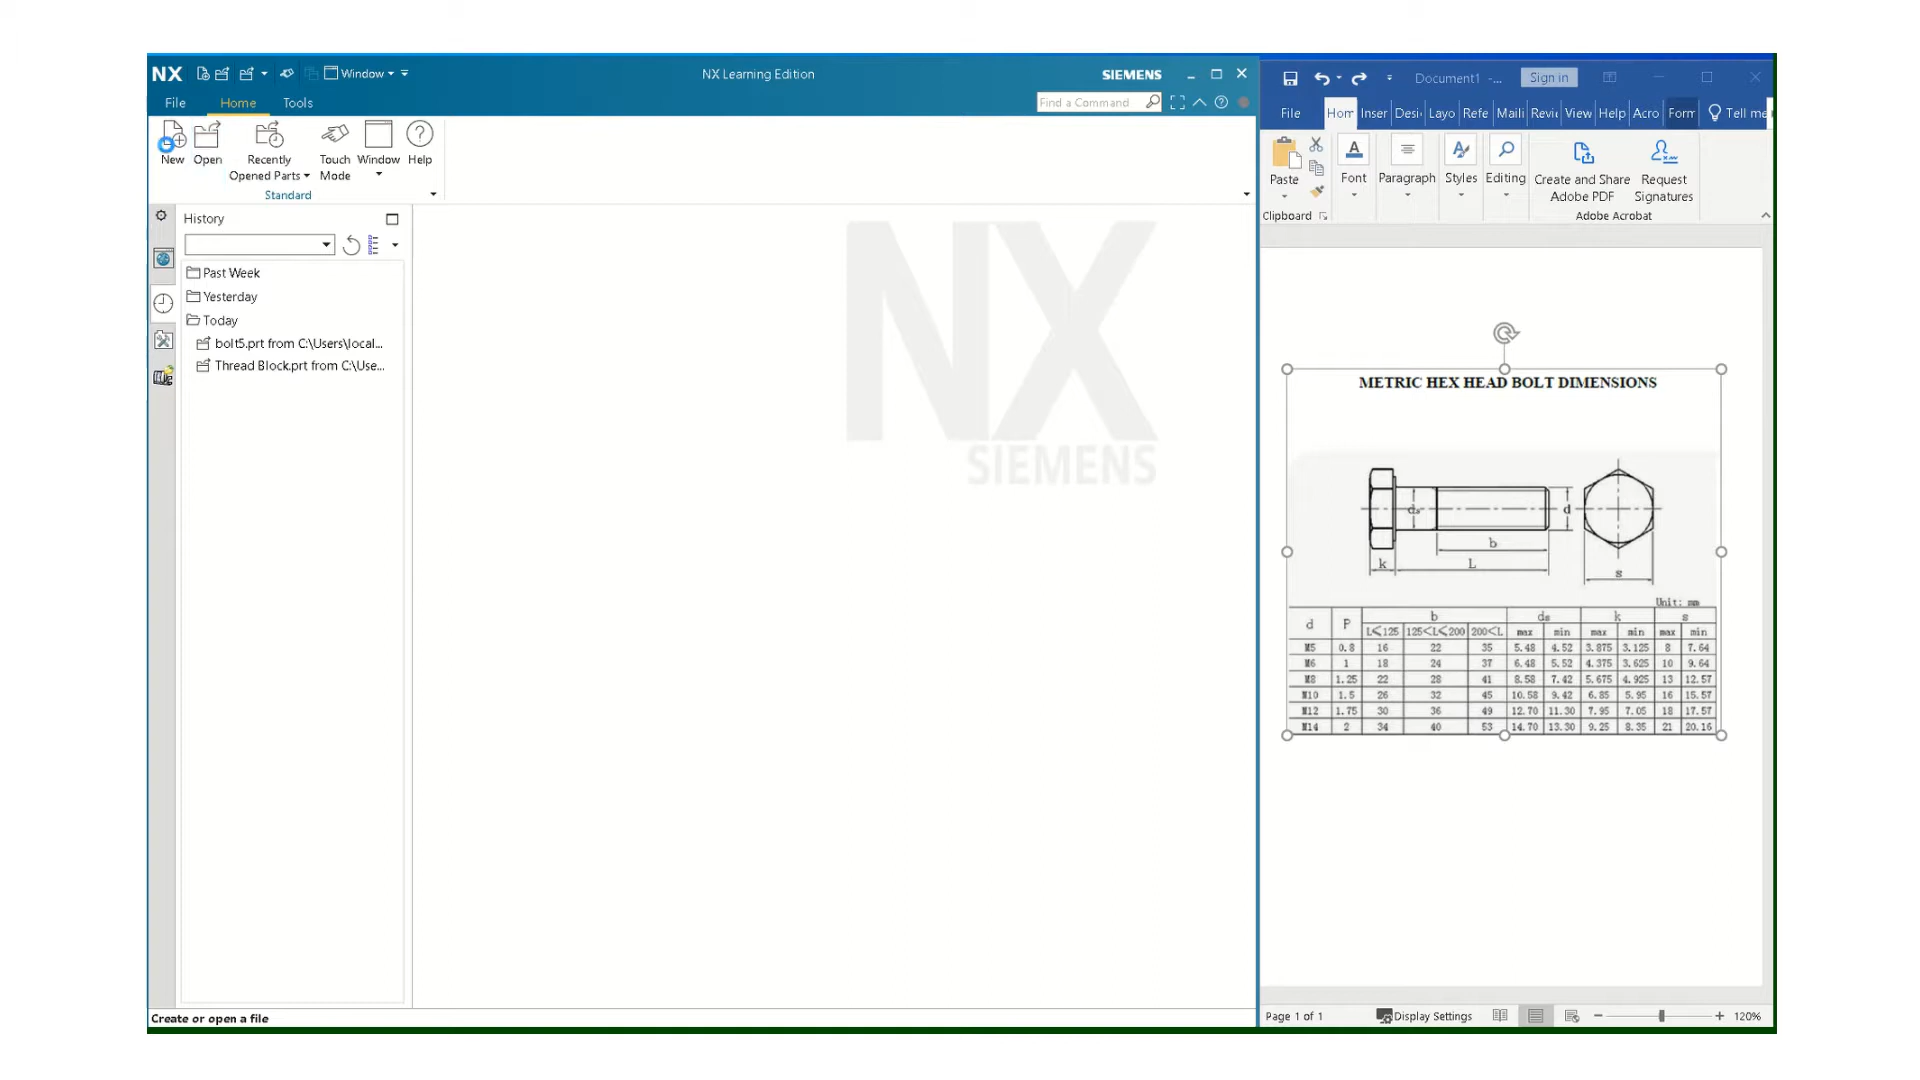 NX Window NX Learning Edition SIEMENS
File Home Tools Find a Command
New Open Recently Opened Parts Touch Mode Window Help
Standard
History
Past Week
Yesterday
Today
bolt5.prt from C:\Users\local...
Thread Block.prt from C:\Use...
NX
SIEMENS
Create or open a file
Document1 -... Sign in
File Hom Inser Desi Layo Refe Maili Revie View Help Acro Form Tell me
Paste Font Paragraph Styles Editing Create and Share Adobe PDF Request Signatures
Clipboard Adobe Acrobat
METRIC HEX HEAD BOLT DIMENSIONS
ds d
b
k L s
Unit: mm
d P b ds k s
L≤125 125<L≤200 200<L max min max min max min
M5 0.8 16 22 35 5.48 4.52 3.875 3.125 8 7.64
M6 1 18 24 37 6.48 5.52 4.375 3.625 10 9.64
M8 1.25 22 28 41 8.58 7.42 5.675 4.925 13 12.57
M10 1.5 26 32 45 10.58 9.42 6.85 5.95 16 15.57
M12 1.75 30 36 49 12.70 11.30 7.95 7.05 18 17.57
M14 2 34 40 53 14.70 13.30 9.25 8.35 21 20.16
Page 1 of 1 Display Settings 120%